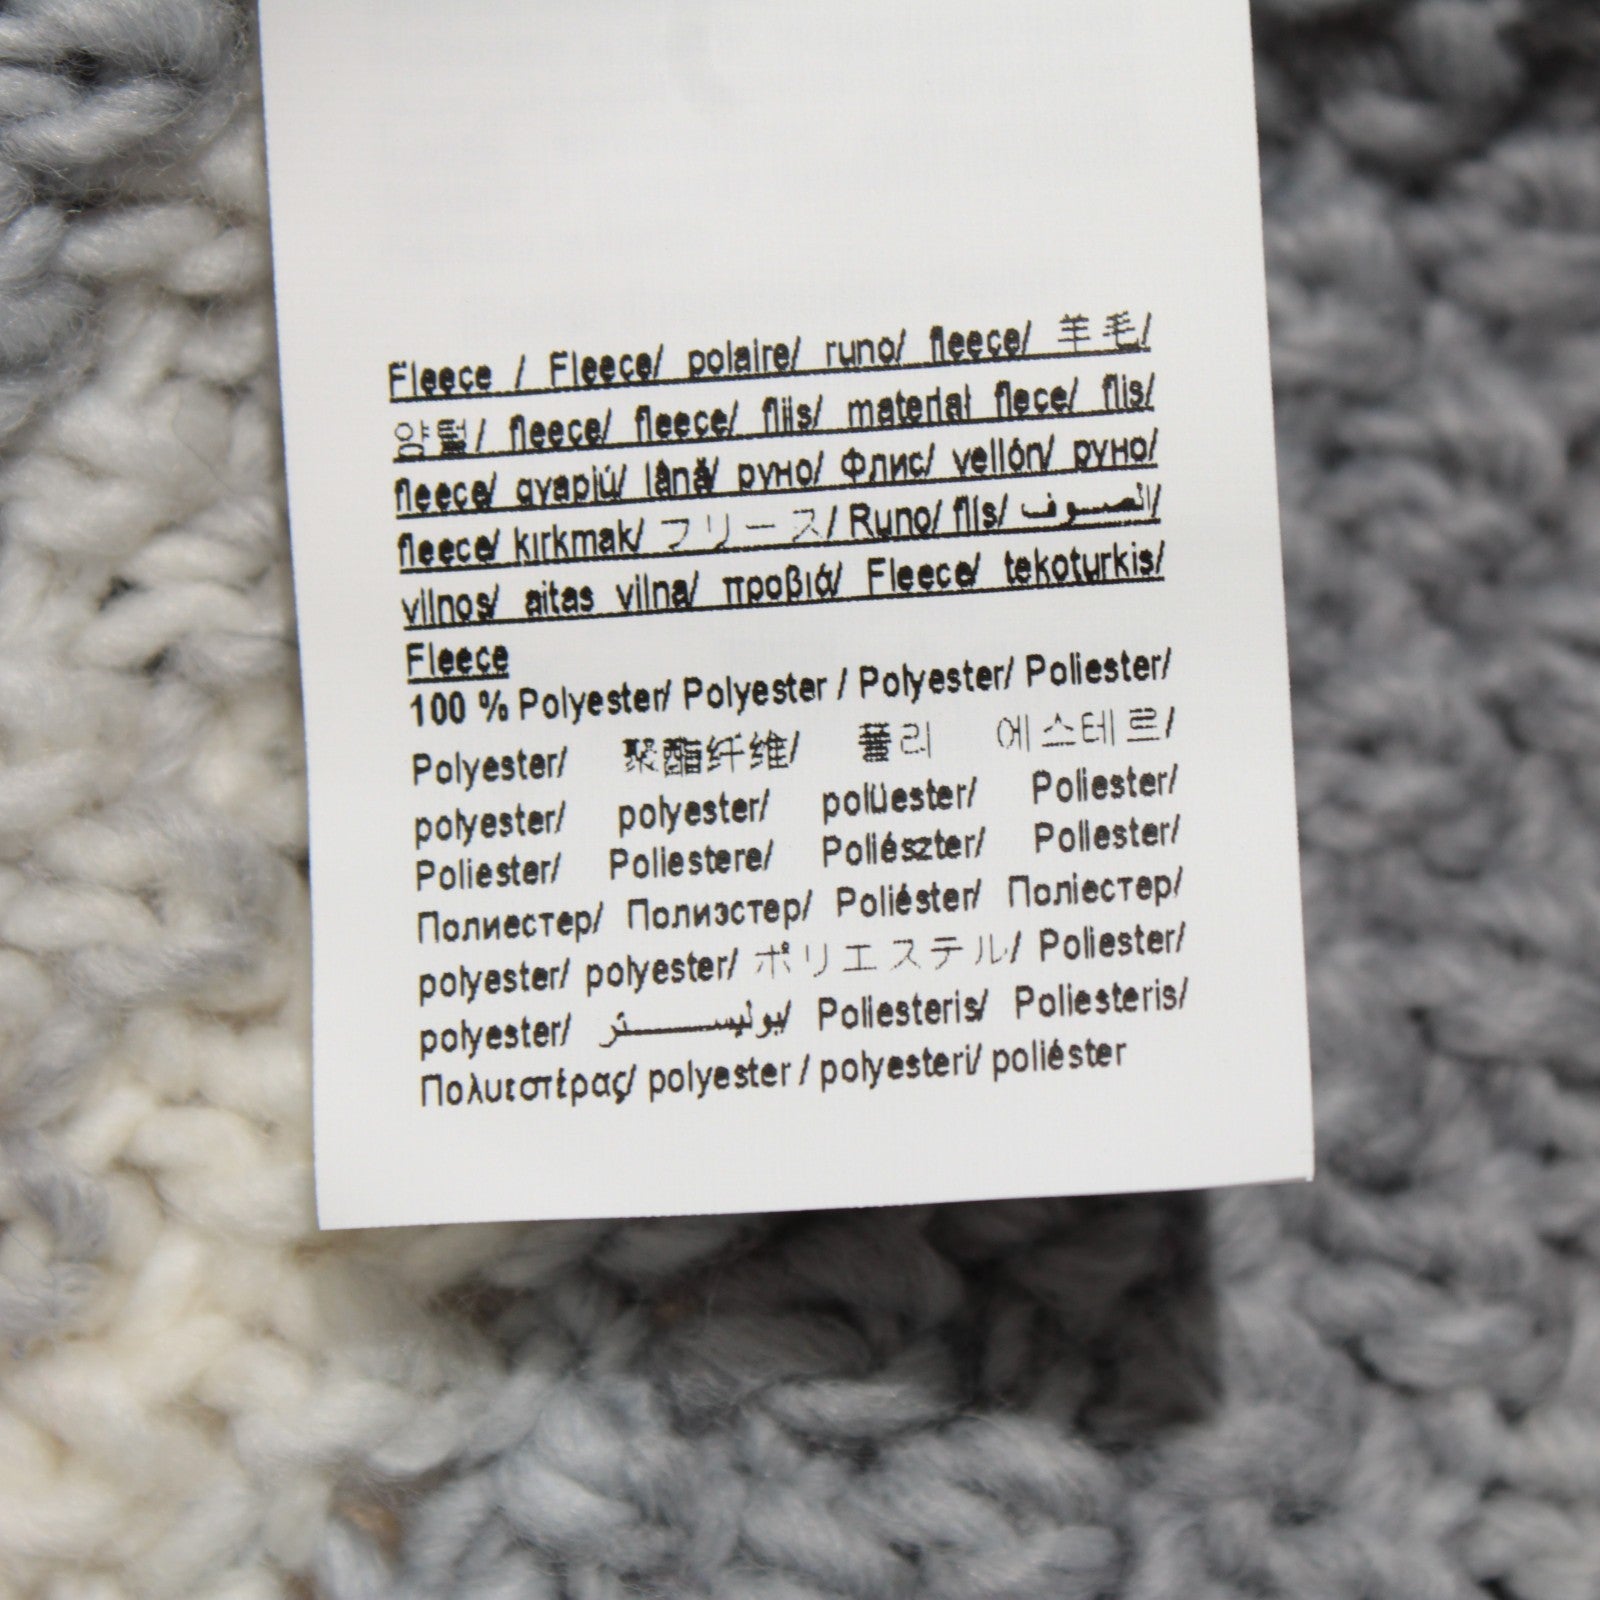 Fleece / Fleece/ polaire/ runo/ fleece/ 羊毛/
양털/ fleece/ fleece/ fliis/ materiał flece/ flis/
fleece/ αγαpιú/ lână/ руно/ Флис/ vellón/ руно/
fleece/ kırkmak/ フリース/ Runo/ flís/ الصوف/
vilnos/ aitas vilna/ προβιά/ Fleece/ tekoturkis/
Fleece
100 % Polyester/ Polyester / Polyester/ Poliester/
Polyester/ 聚酯纤维/ 폴리 에스테르/
polyester/ polyester/ polüester/ Poliester/
Poliester/ Poliestere/ Poliészter/ Poliester/
Полиестер/ Полиэстер/ Poliéster/ Полiестер/
polyester/ polyester/ ポリエステル/ Poliester/
polyester/ بوليستر/ Poliesteris/ Poliesteris/
Πολυεστέρας/ polyester / polyesteri/ poliéster